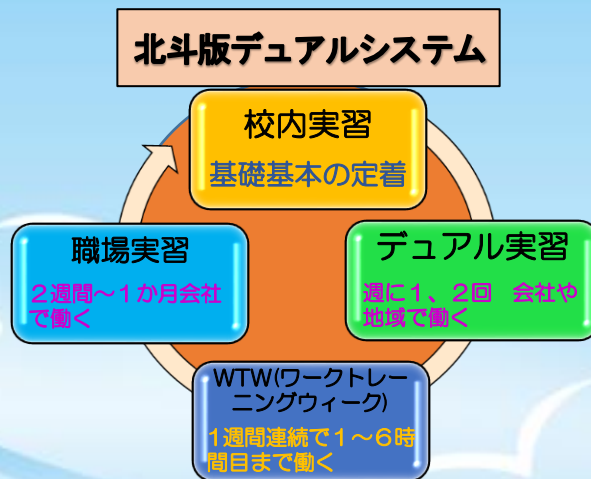 北斗版デュアルシステム
校内実習
基礎基本の定着
職場実習
２週間～１か月会社
で働く
デュアル実習
週に１、２回　会社や
地域で働く
WTW(ワークトレー
ニングウィーク)
1週間連続で１～６時
間目まで働く